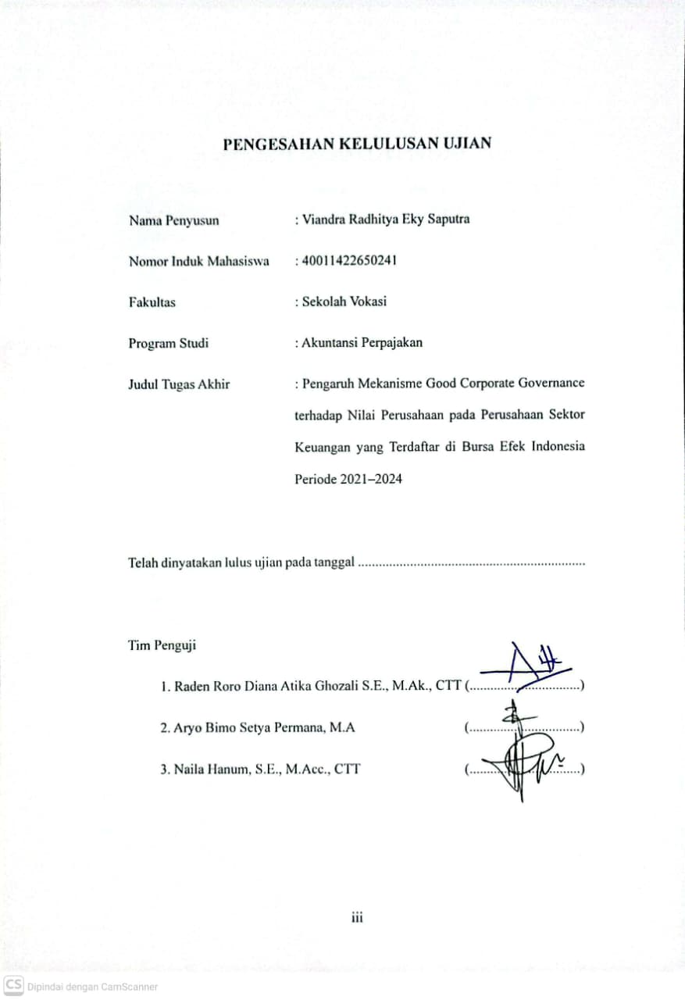 PENGESAHAN KELULUSAN UJIAN
Nama Penyusun : Viandra Radhitya Eky Saputra
Nomor Induk Mahasiswa : 40011422650241
Fakultas : Sekolah Vokasi
Program Studi : Akuntansi Perpajakan
Judul Tugas Akhir : Pengaruh Mekanisme Good Corporate Governance
terhadap Nilai Perusahaan pada Perusahaan Sektor
Keuangan yang Terdaftar di Bursa Efek Indonesia
Periode 2021–2024
Telah dinyatakan lulus ujian pada tanggal .................................................................
Tim Penguji
1. Raden Roro Diana Atika Ghozali S.E., M.Ak., CTT (................................)
2. Aryo Bimo Setya Permana, M.A (................................)
3. Naila Hanum, S.E., M.Acc., CTT (................................)
iii
CS Dipindai dengan CamScanner